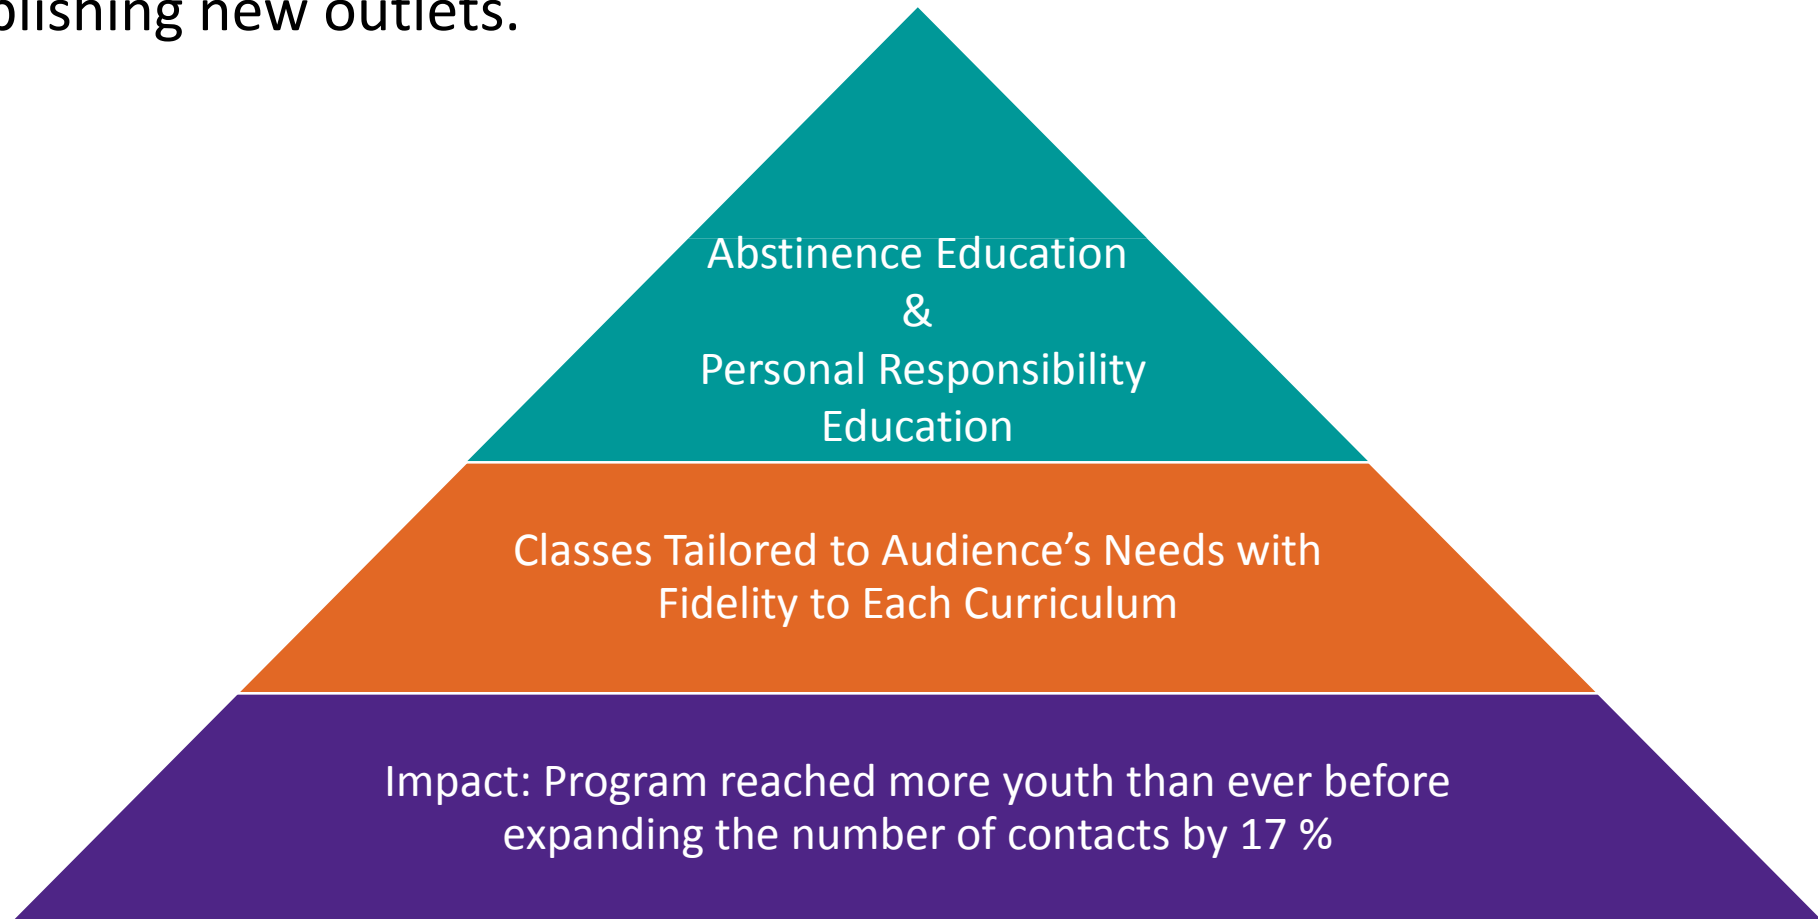 blishing new outlets.
Abstinence Education
&
Personal Responsibility
Education
Classes Tailored to Audience’s Needs with
Fidelity to Each Curriculum
Impact: Program reached more youth than ever before
expanding the number of contacts by 17 %